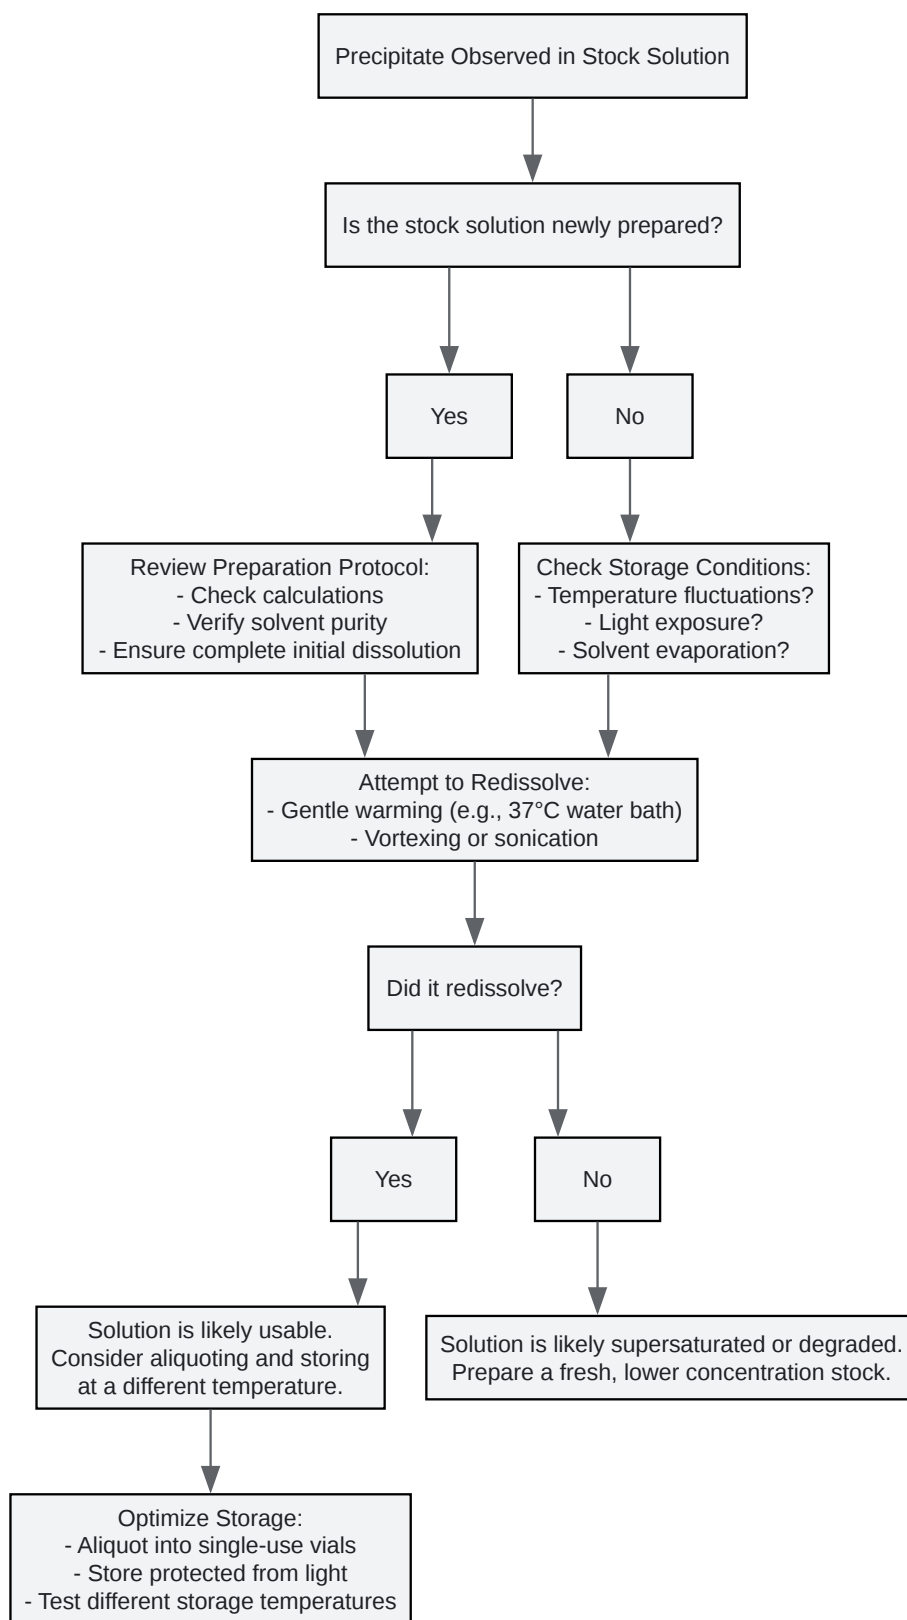 Precipitate Observed in Stock Solution
Is the stock solution newly prepared?
Yes
No
Review Preparation Protocol:
- Check calculations
- Verify solvent purity
- Ensure complete initial dissolution
Check Storage Conditions:
- Temperature fluctuations?
- Light exposure?
- Solvent evaporation?
Attempt to Redissolve:
- Gentle warming (e.g., 37°C water bath)
- Vortexing or sonication
Did it redissolve?
Yes
No
Solution is likely usable.
Consider aliquoting and storing
at a different temperature.
Solution is likely supersaturated or degraded.
Prepare a fresh, lower concentration stock.
Optimize Storage:
- Aliquot into single-use vials
- Store protected from light
- Test different storage temperatures